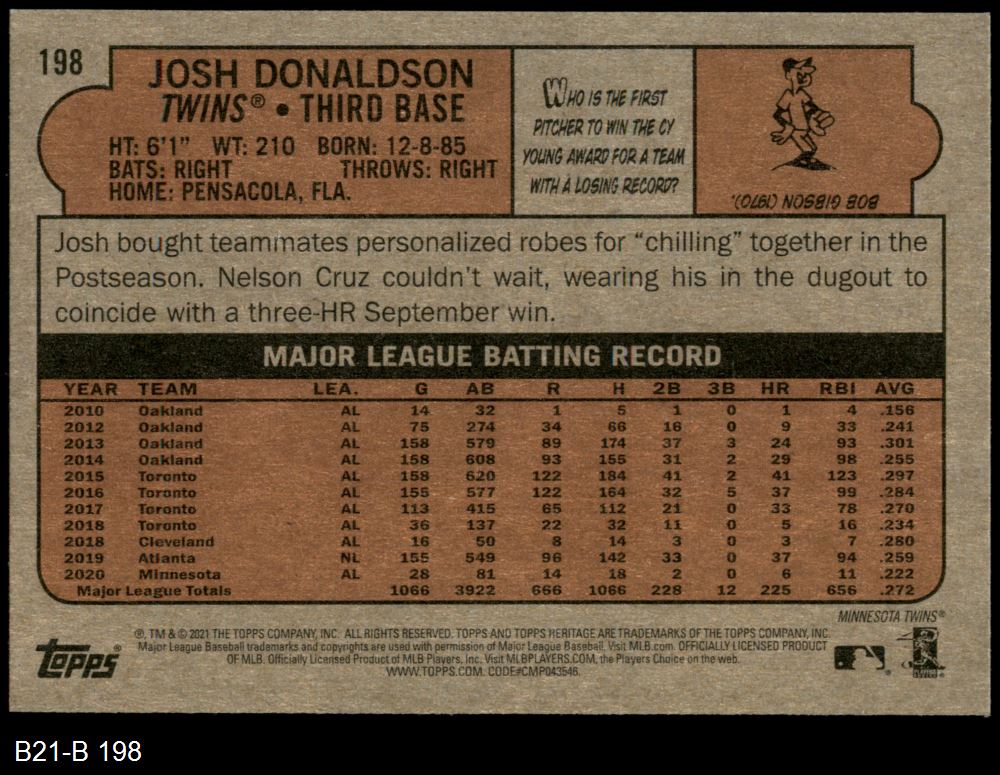 198
JOSH DONALDSON
TWINS® • THIRD BASE
HT: 6'1" WT: 210 BORN: 12-8-85
BATS: RIGHT THROWS: RIGHT
HOME: PENSACOLA, FLA.
WHO IS THE FIRST
PITCHER TO WIN THE CY
YOUNG AWARD FOR A TEAM
WITH A LOSING RECORD?
BOB GIBSON (1970).
Josh bought teammates personalized robes for “chilling” together in the
Postseason. Nelson Cruz couldn't wait, wearing his in the dugout to
coincide with a three-HR September win.
MAJOR LEAGUE BATTING RECORD
YEAR TEAM LEA. G AB R H 2B 3B HR RBI AVG
2010 Oakland AL 14 32 1 5 1 0 1 4 .156
2012 Oakland AL 75 274 34 66 16 0 9 33 .241
2013 Oakland AL 158 579 89 174 37 3 24 93 .301
2014 Oakland AL 158 608 93 155 31 2 29 98 .255
2015 Toronto AL 158 620 122 184 41 2 41 123 .297
2016 Toronto AL 155 577 122 164 32 5 37 99 .284
2017 Toronto AL 113 415 65 112 21 0 33 78 .270
2018 Toronto AL 36 137 22 32 11 0 5 16 .234
2018 Cleveland AL 16 50 8 14 3 0 3 7 .280
2019 Atlanta NL 155 549 96 142 33 0 37 94 .259
2020 Minnesota AL 28 81 14 18 2 0 6 11 .222
Major League Totals 1066 3922 666 1066 228 12 225 656 .272
MINNESOTA TWINS®
®, TM & © 2021 THE TOPPS COMPANY, INC. ALL RIGHTS RESERVED. TOPPS AND TOPPS HERITAGE ARE TRADEMARKS OF THE TOPPS COMPANY, INC.
Major League Baseball trademarks and copyrights are used with permission of Major League Baseball. Visit MLB.com. OFFICIALLY LICENSED PRODUCT
OF MLB. Officially Licensed Product of MLB Players, Inc. Visit MLBPLAYERS.COM, the Players Choice on the web.
WWW.TOPPS.COM. CODE#CMP043546.
topps®
B21-B 198